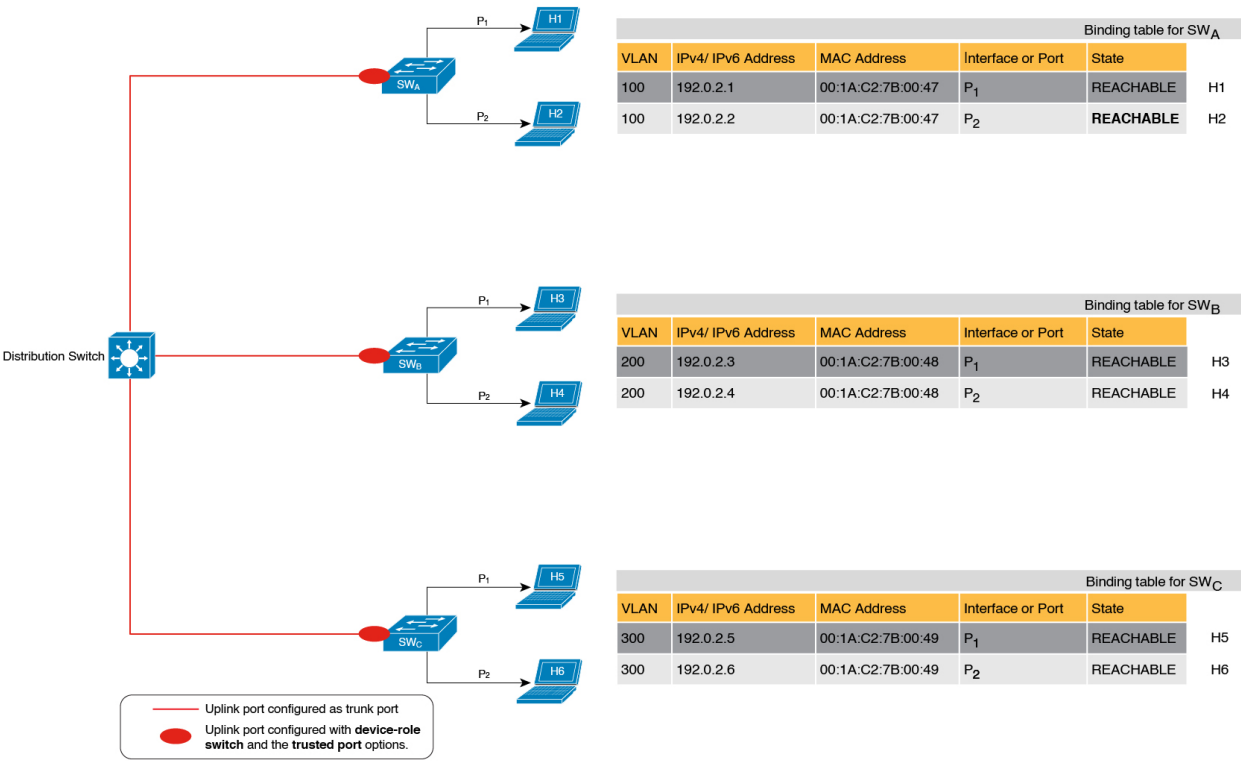 P1
H1
SWA
P2
H2
Binding table for SWA
VLAN IPv4/ IPv6 Address MAC Address Interface or Port State
100 192.0.2.1 00:1A:C2:7B:00:47 P1 REACHABLE H1
100 192.0.2.2 00:1A:C2:7B:00:47 P2 REACHABLE H2
P1
H3
SWB
P2
H4
Binding table for SWB
VLAN IPv4/ IPv6 Address MAC Address Interface or Port State
200 192.0.2.3 00:1A:C2:7B:00:48 P1 REACHABLE H3
200 192.0.2.4 00:1A:C2:7B:00:48 P2 REACHABLE H4
Distribution Switch
P1
H5
SWC
P2
H6
Binding table for SWC
VLAN IPv4/ IPv6 Address MAC Address Interface or Port State
300 192.0.2.5 00:1A:C2:7B:00:49 P1 REACHABLE H5
300 192.0.2.6 00:1A:C2:7B:00:49 P2 REACHABLE H6
Uplink port configured as trunk port
Uplink port configured with device-role
switch and the trusted port options.